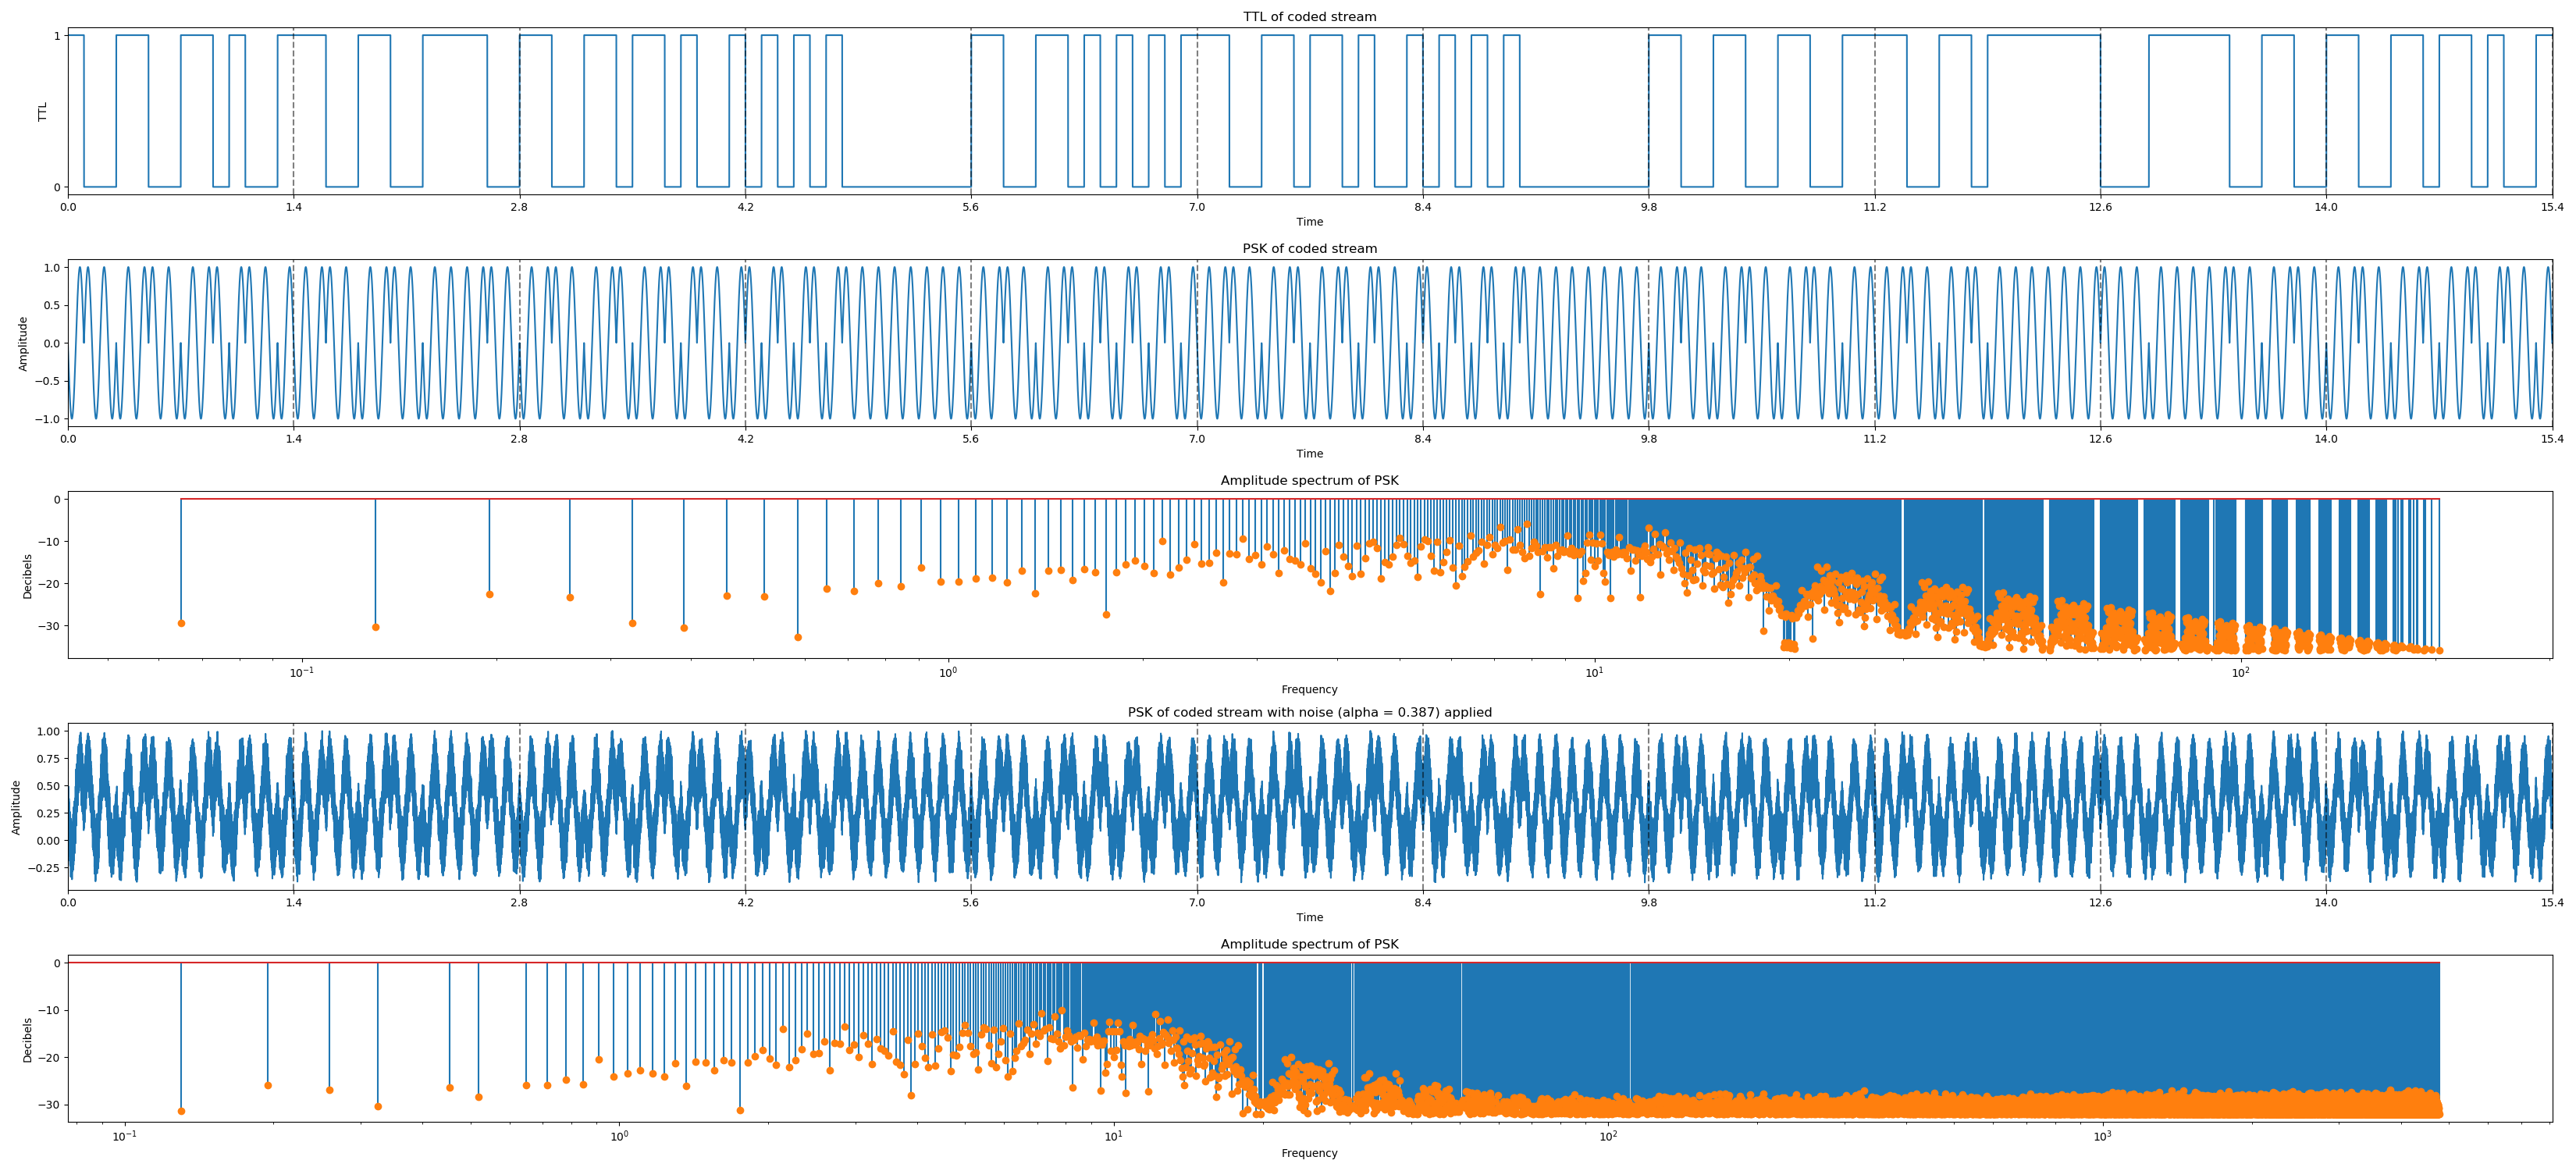 TTL of coded stream
1
TTL
0
0.0 1.4 2.8 4.2 5.6 7.0 8.4 9.8 11.2 12.6 14.0 15.4
Time
PSK of coded stream
1.0
0.5
Amplitude
0.0
−0.5
−1.0
0.0 1.4 2.8 4.2 5.6 7.0 8.4 9.8 11.2 12.6 14.0 15.4
Time
Amplitude spectrum of PSK
0
−10
Decibels
−20
−30
10⁻¹ 10⁰ 10¹ 10²
Frequency
PSK of coded stream with noise (alpha = 0.387) applied
1.00
0.75
0.50
Amplitude
0.25
0.00
−0.25
0.0 1.4 2.8 4.2 5.6 7.0 8.4 9.8 11.2 12.6 14.0 15.4
Time
Amplitude spectrum of PSK
0
−10
Decibels
−20
−30
10⁻¹ 10⁰ 10¹ 10² 10³
Frequency